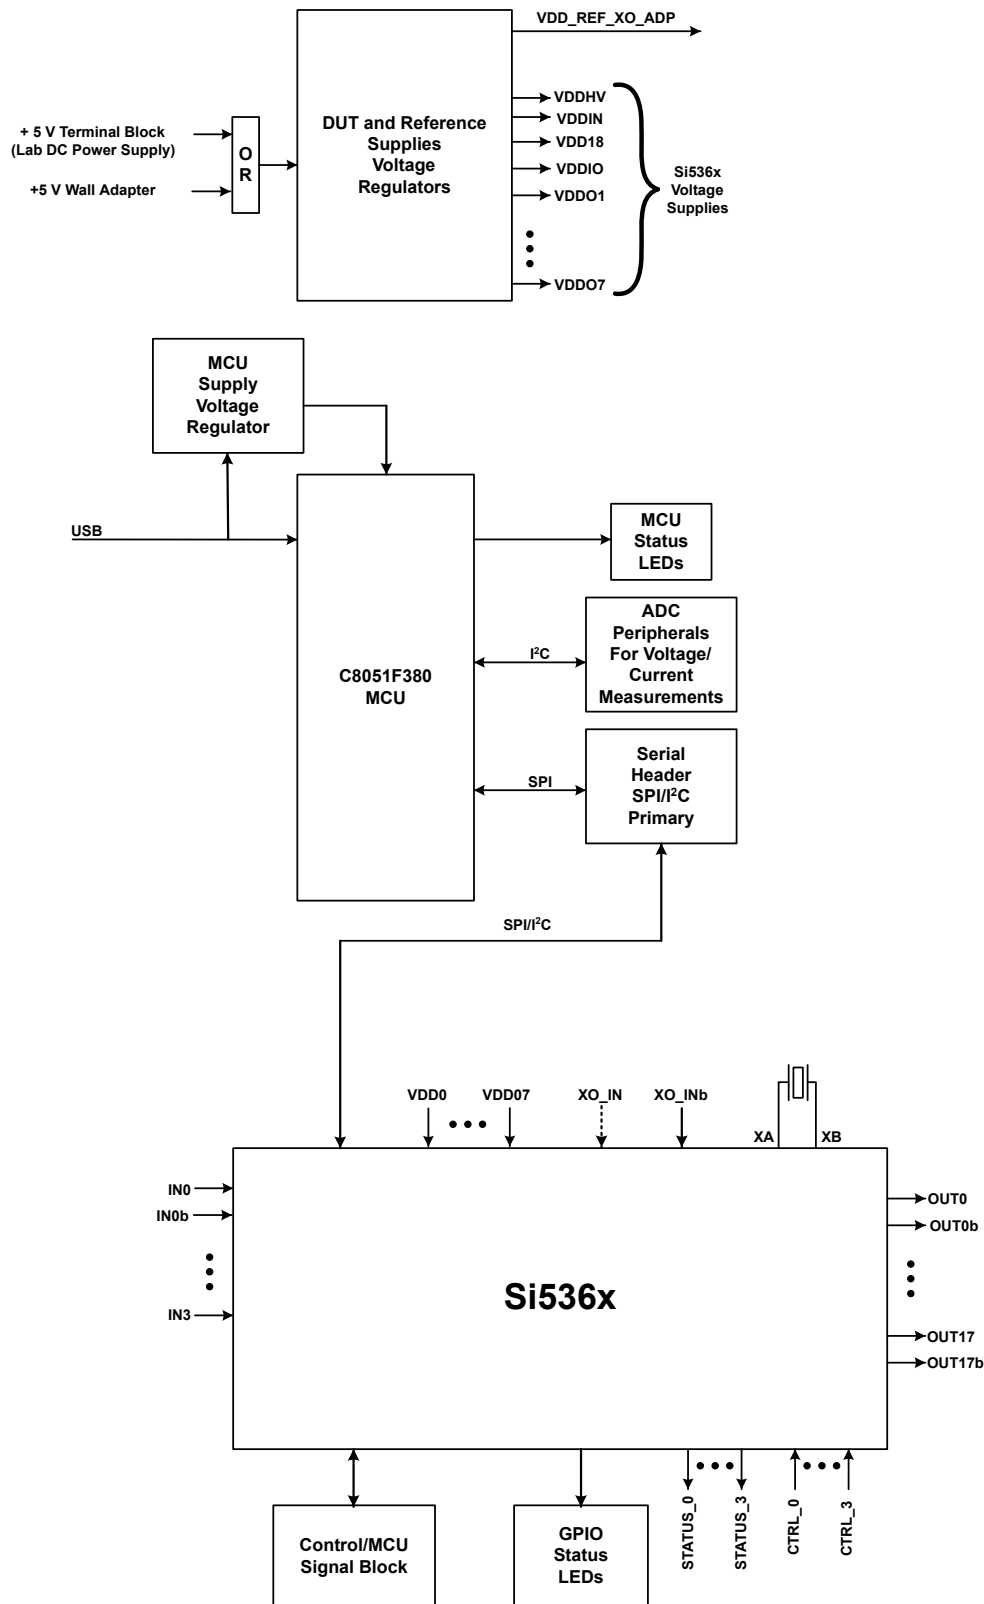 VDD_REF_XO_ADP
+ 5 V Terminal Block
(Lab DC Power Supply)
+5 V Wall Adapter
O
R
DUT and Reference
Supplies
Voltage
Regulators
VDDHV
VDDIN
VDD18
VDDIO
VDDO1
VDDO7
Si536x
Voltage
Supplies
MCU
Supply
Voltage
Regulator
USB
C8051F380
MCU
MCU
Status
LEDs
I²C
ADC
Peripherals
For Voltage/
Current
Measurements
SPI
Serial
Header
SPI/I²C
Primary
SPI/I²C
VDD0
VDD07
XO_IN
XO_INb
XA
XB
IN0
IN0b
IN3
Si536x
OUT0
OUT0b
OUT17
OUT17b
Control/MCU
Signal Block
GPIO
Status
LEDs
STATUS_0
STATUS_3
CTRL_0
CTRL_3